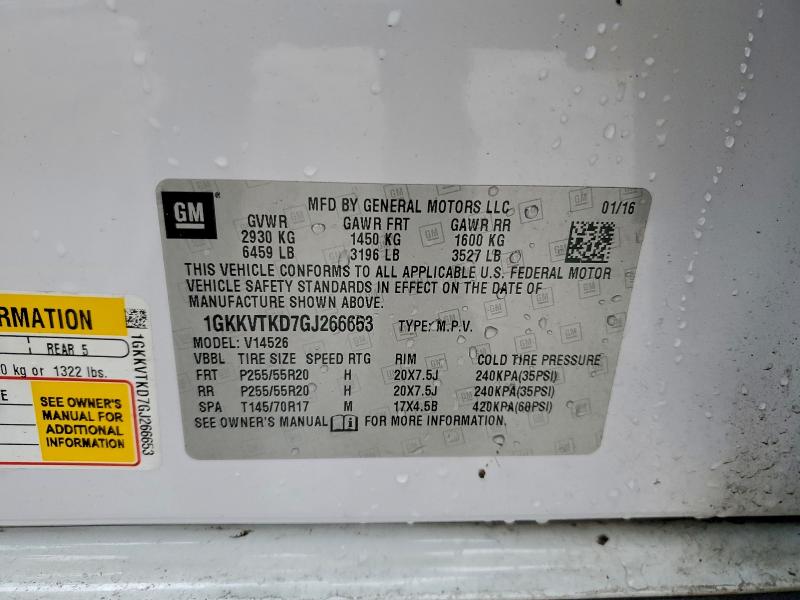 GM
MFD BY GENERAL MOTORS LLC 01/16
GVWR GAWR FRT GAWR RR
2930 KG 1450 KG 1600 KG
6459 LB 3196 LB 3527 LB
THIS VEHICLE CONFORMS TO ALL APPLICABLE U.S. FEDERAL MOTOR
VEHICLE SAFETY STANDARDS IN EFFECT ON THE DATE OF
MANUFACTURE SHOWN ABOVE.
1GKKVTKD7GJ266653 TYPE: M.P.V.
MODEL: V14526
VBBL TIRE SIZE SPEED RTG RIM COLD TIRE PRESSURE
FRT P255/55R20 H 20X7.5J 240KPA(35PSI)
RR P255/55R20 H 20X7.5J 240KPA(35PSI)
SPA T145/70R17 M 17X4.5B 420KPA(60PSI)
SEE OWNER'S MANUAL FOR MORE INFORMATION.
RMATION
REAR 5
0 kg or 1322 lbs.
E
SEE OWNER'S
MANUAL FOR
ADDITIONAL
INFORMATION
1GKKVTKD7GJ266653